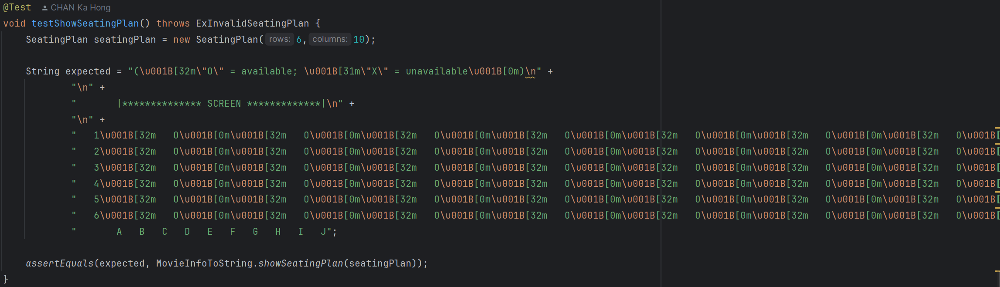 @Test CHAN Ka Hong
void testShowSeatingPlan() throws ExInvalidSeatingPlan {
    SeatingPlan seatingPlan = new SeatingPlan( rows: 6, columns: 10);
    String expected = "(\u001B[32m\"O\" = available; \u001B[31m\"X\" = unavailable\u001B[0m)\n" +
            "\n" +
            "       |************** SCREEN *************|\n" +
            "\n" +
            "   1\u001B[32m   O\u001B[0m\u001B[32m   O\u001B[0m\u001B[32m   O\u001B[0m\u001B[32m   O\u001B[0m\u001B[32m   O\u001B[0m\u001B[32m   O\u001B[0m\u001B[32m   O\u001B[
            "   2\u001B[32m   O\u001B[0m\u001B[32m   O\u001B[0m\u001B[32m   O\u001B[0m\u001B[32m   O\u001B[0m\u001B[32m   O\u001B[0m\u001B[32m   O\u001B[0m\u001B[32m   O\u001B[
            "   3\u001B[32m   O\u001B[0m\u001B[32m   O\u001B[0m\u001B[32m   O\u001B[0m\u001B[32m   O\u001B[0m\u001B[32m   O\u001B[0m\u001B[32m   O\u001B[0m\u001B[32m   O\u001B[
            "   4\u001B[32m   O\u001B[0m\u001B[32m   O\u001B[0m\u001B[32m   O\u001B[0m\u001B[32m   O\u001B[0m\u001B[32m   O\u001B[0m\u001B[32m   O\u001B[0m\u001B[32m   O\u001B[
            "   5\u001B[32m   O\u001B[0m\u001B[32m   O\u001B[0m\u001B[32m   O\u001B[0m\u001B[32m   O\u001B[0m\u001B[32m   O\u001B[0m\u001B[32m   O\u001B[0m\u001B[32m   O\u001B[
            "   6\u001B[32m   O\u001B[0m\u001B[32m   O\u001B[0m\u001B[32m   O\u001B[0m\u001B[32m   O\u001B[0m\u001B[32m   O\u001B[0m\u001B[32m   O\u001B[0m\u001B[32m   O\u001B[
            "       A   B   C   D   E   F   G   H   I   J";
    assertEquals(expected, MovieInfoToString.showSeatingPlan(seatingPlan));
}